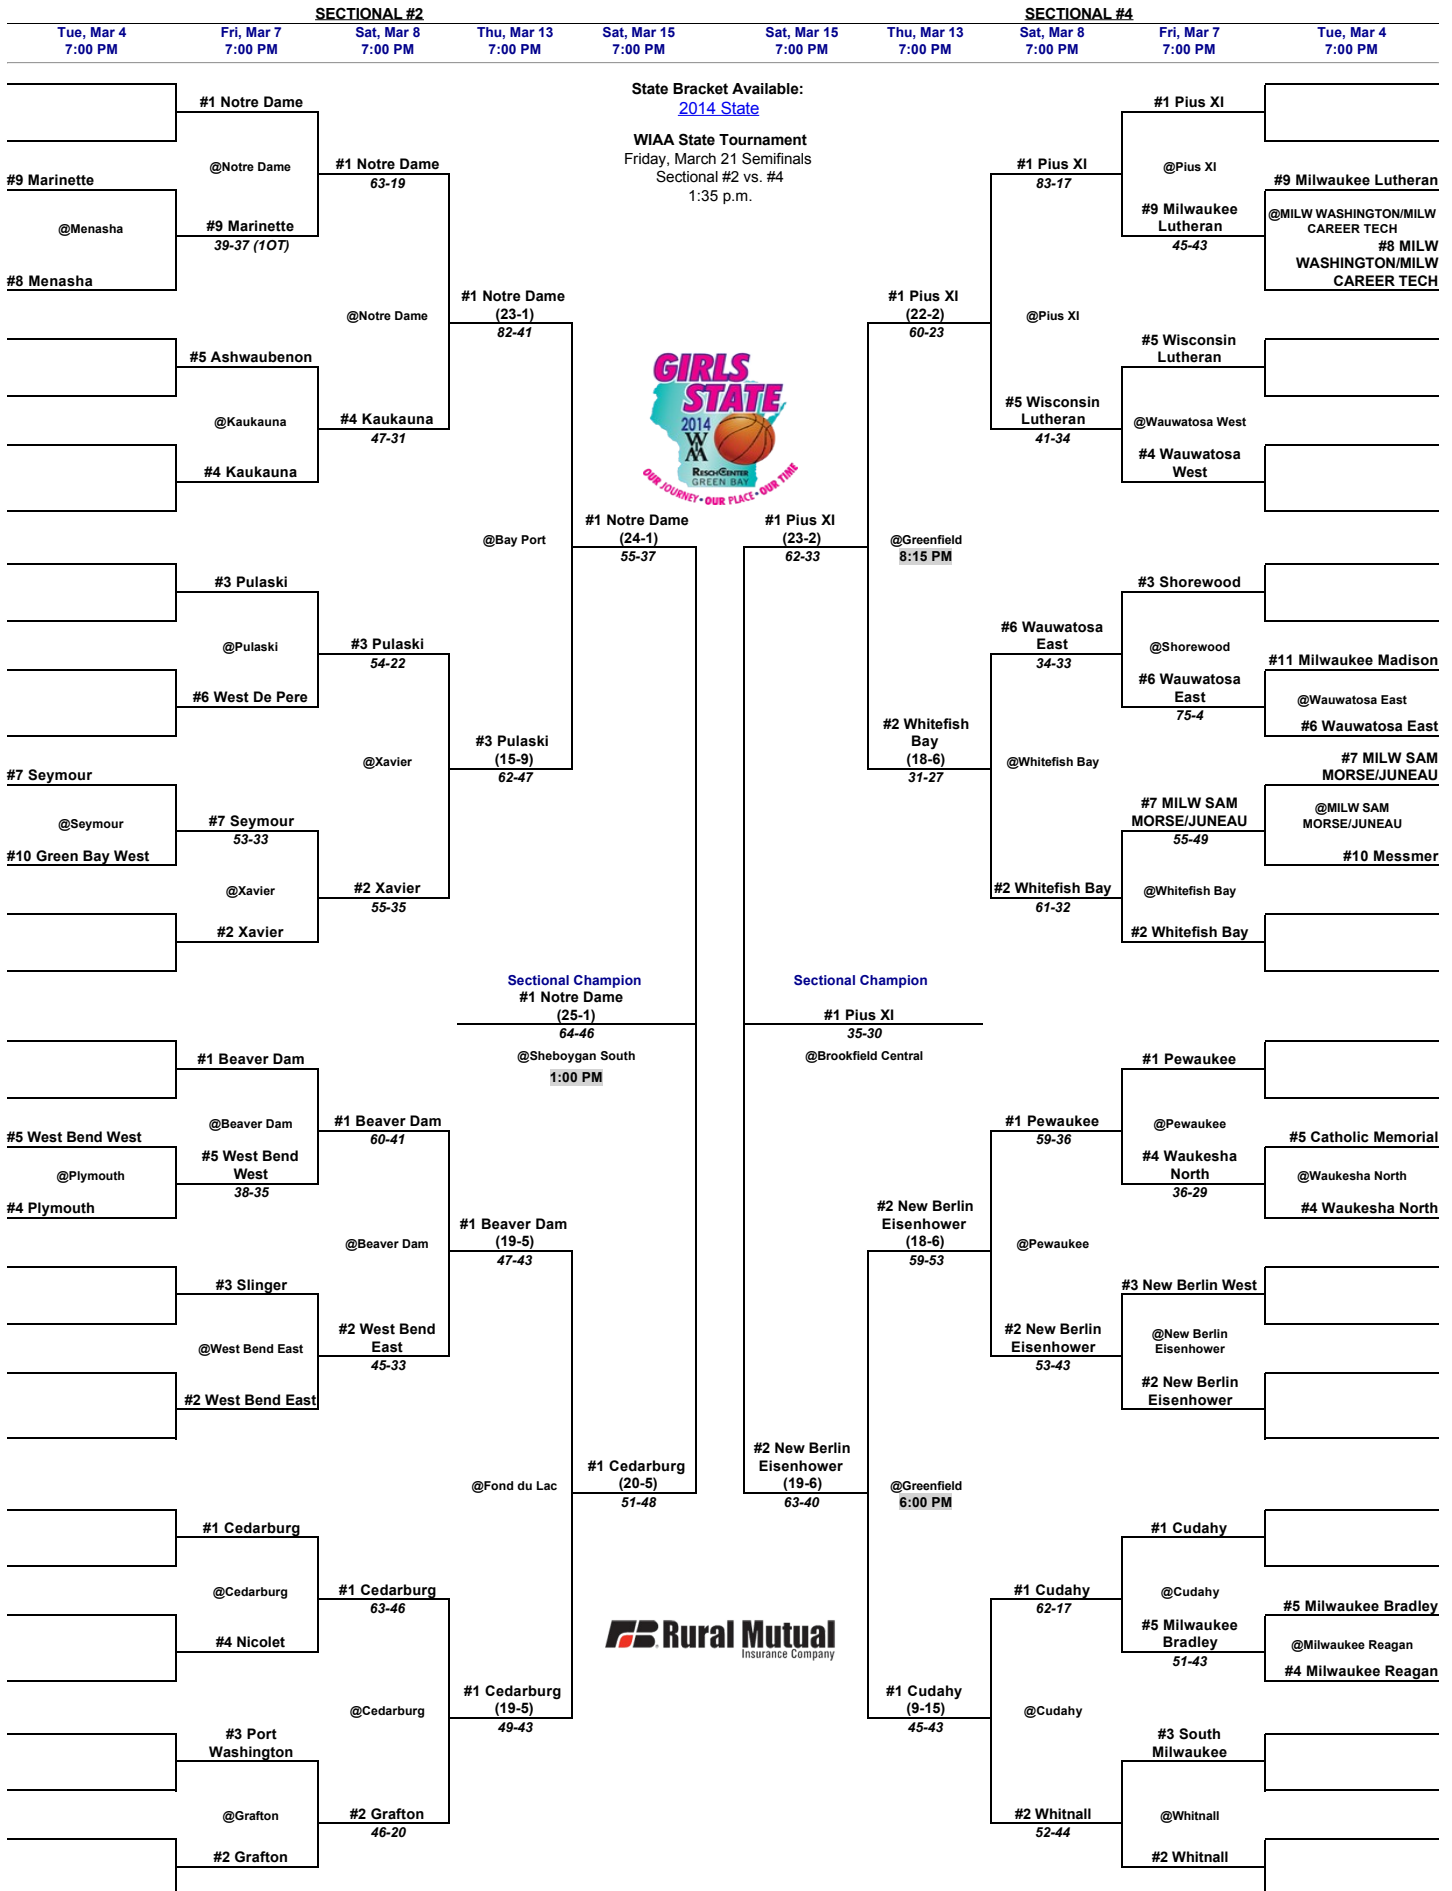 SECTIONAL #2
SECTIONAL #4
Tue, Mar 4
7:00 PM
Fri, Mar 7
7:00 PM
Sat, Mar 8
7:00 PM
Thu, Mar 13
7:00 PM
Sat, Mar 15
7:00 PM
Sat, Mar 15
7:00 PM
Thu, Mar 13
7:00 PM
Sat, Mar 8
7:00 PM
Fri, Mar 7
7:00 PM
Tue, Mar 4
7:00 PM
State Bracket Available:
2014 State
WIAA State Tournament
Friday, March 21 Semifinals
Sectional #2 vs. #4
1:35 p.m.
#1 Notre Dame
@Notre Dame
#9 Marinette
@Menasha
#8 Menasha
#9 Marinette
39-37 (1OT)
#1 Notre Dame
63-19
@Notre Dame
#1 Notre Dame
(23-1)
82-41
#5 Ashwaubenon
@Kaukauna
#4 Kaukauna
#4 Kaukauna
47-31
@Bay Port
#1 Notre Dame
(24-1)
55-37
#3 Pulaski
@Pulaski
#6 West De Pere
#3 Pulaski
54-22
@Xavier
#3 Pulaski
(15-9)
62-47
#7 Seymour
@Seymour
#10 Green Bay West
#7 Seymour
53-33
@Xavier
#2 Xavier
#2 Xavier
55-35
Sectional Champion
#1 Notre Dame
(25-1)
64-46
@Sheboygan South
1:00 PM
#1 Beaver Dam
@Beaver Dam
#5 West Bend West
@Plymouth
#4 Plymouth
#5 West Bend
West
38-35
#1 Beaver Dam
60-41
@Beaver Dam
#1 Beaver Dam
(19-5)
47-43
#3 Slinger
@West Bend East
#2 West Bend East
#2 West Bend
East
45-33
@Fond du Lac
#1 Cedarburg
(20-5)
51-48
#1 Cedarburg
@Cedarburg
#4 Nicolet
#1 Cedarburg
63-46
@Cedarburg
#1 Cedarburg
(19-5)
49-43
#3 Port
Washington
@Grafton
#2 Grafton
#2 Grafton
46-20
GIRLS
STATE
2014
WIAA
RESCH CENTER
GREEN BAY
OUR JOURNEY • OUR PLACE • OUR TIME
#1 Pius XI
@Pius XI
#9 Milwaukee Lutheran
@MILW WASHINGTON/MILW
CAREER TECH
#8 MILW
WASHINGTON/MILW
CAREER TECH
#9 Milwaukee
Lutheran
45-43
#1 Pius XI
83-17
@Pius XI
#1 Pius XI
(22-2)
60-23
#5 Wisconsin
Lutheran
@Wauwatosa West
#4 Wauwatosa
West
#5 Wisconsin
Lutheran
41-34
@Greenfield
8:15 PM
#1 Pius XI
(23-2)
62-33
#3 Shorewood
@Shorewood
#11 Milwaukee Madison
@Wauwatosa East
#6 Wauwatosa East
#6 Wauwatosa
East
75-4
#6 Wauwatosa
East
34-33
@Whitefish Bay
#2 Whitefish
Bay
(18-6)
31-27
#7 MILW SAM
MORSE/JUNEAU
@MILW SAM
MORSE/JUNEAU
#10 Messmer
#7 MILW SAM
MORSE/JUNEAU
55-49
@Whitefish Bay
#2 Whitefish Bay
#2 Whitefish Bay
61-32
Sectional Champion
#1 Pius XI
35-30
@Brookfield Central
#1 Pewaukee
@Pewaukee
#5 Catholic Memorial
@Waukesha North
#4 Waukesha North
#4 Waukesha
North
36-29
#1 Pewaukee
59-36
@Pewaukee
#2 New Berlin
Eisenhower
(18-6)
59-53
#3 New Berlin West
@New Berlin
Eisenhower
#2 New Berlin
Eisenhower
#2 New Berlin
Eisenhower
53-43
@Greenfield
6:00 PM
#2 New Berlin
Eisenhower
(19-6)
63-40
#1 Cudahy
@Cudahy
#5 Milwaukee Bradley
@Milwaukee Reagan
#4 Milwaukee Reagan
#5 Milwaukee
Bradley
51-43
#1 Cudahy
62-17
@Cudahy
#1 Cudahy
(9-15)
45-43
#3 South
Milwaukee
@Whitnall
#2 Whitnall
#2 Whitnall
52-44
Rural Mutual
Insurance Company